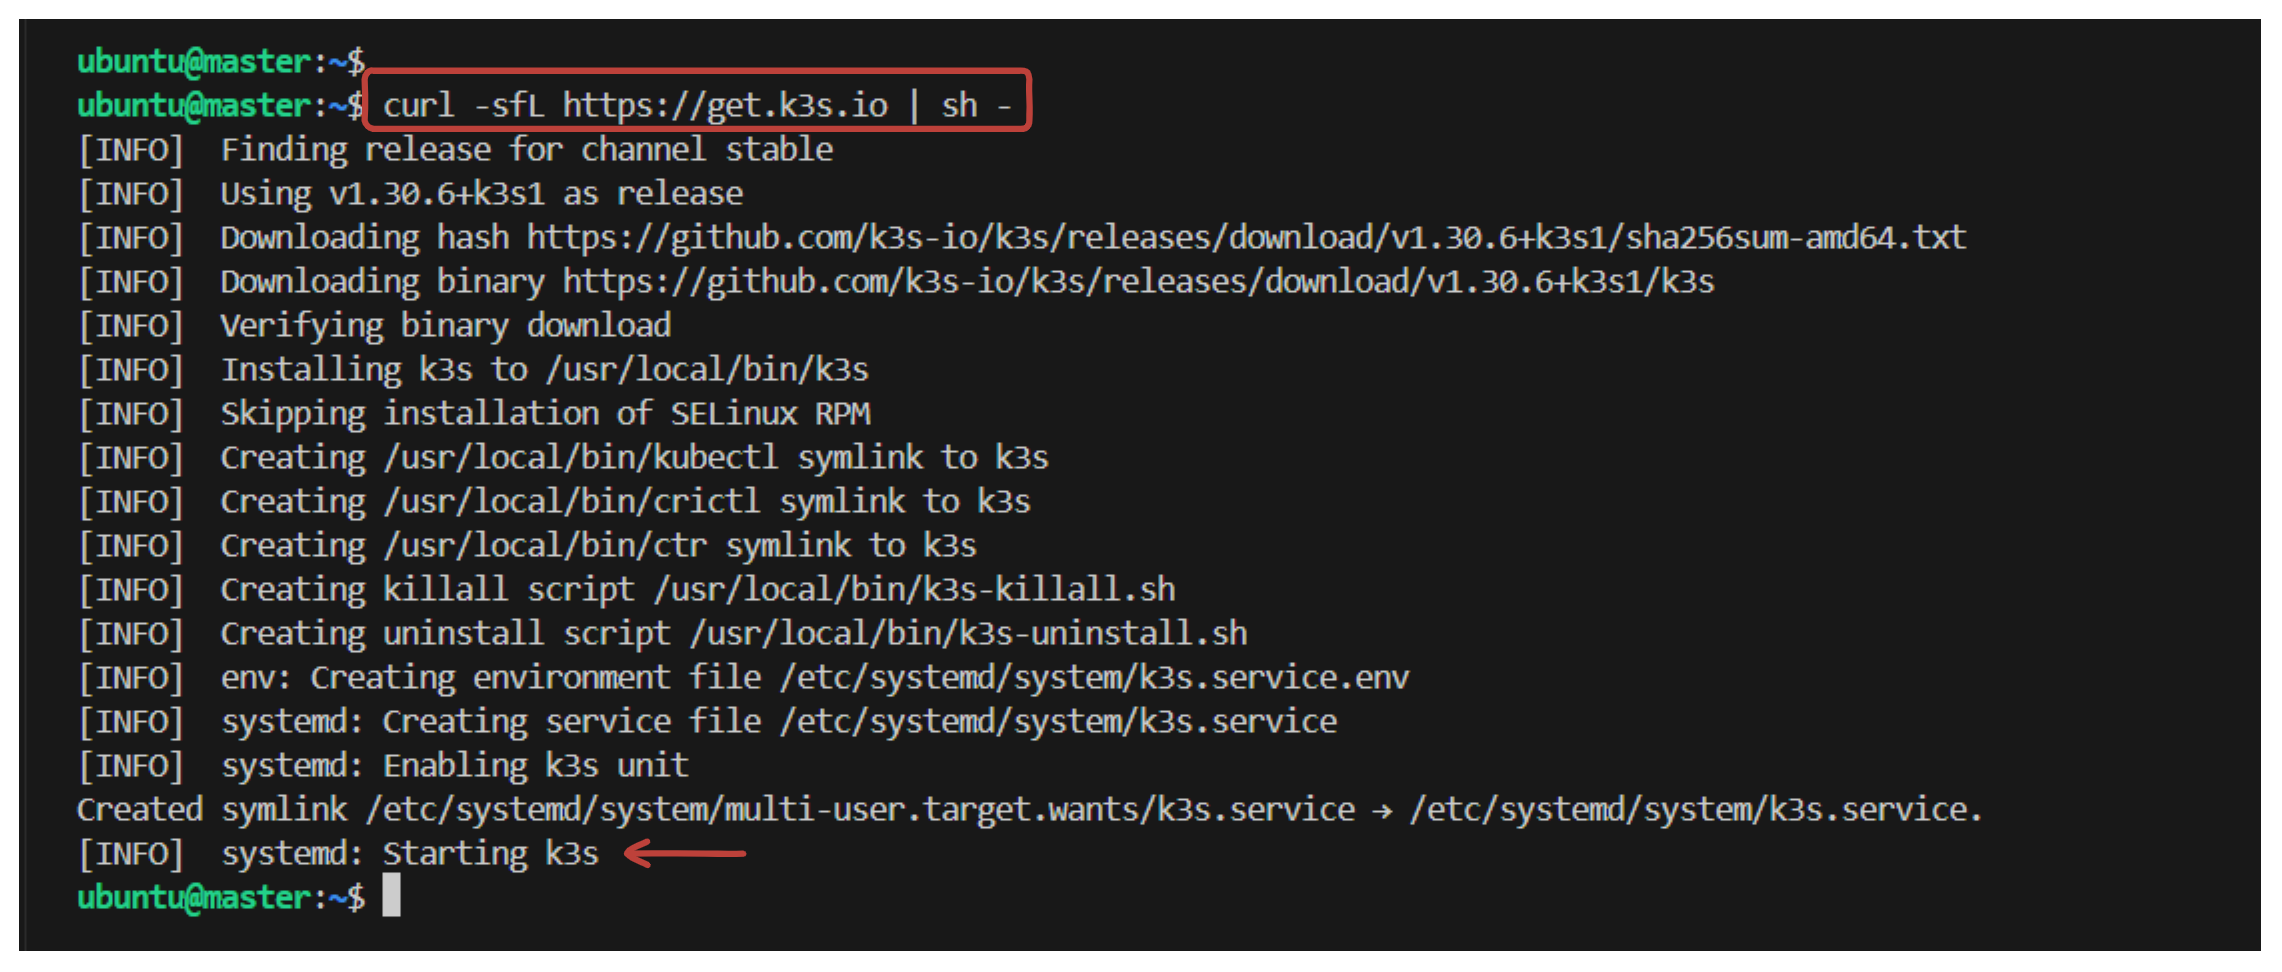 ubuntu@master:~$
ubuntu@master:~$ curl -sfL https://get.k3s.io | sh -
[INFO]  Finding release for channel stable
[INFO]  Using v1.30.6+k3s1 as release
[INFO]  Downloading hash https://github.com/k3s-io/k3s/releases/download/v1.30.6+k3s1/sha256sum-amd64.txt
[INFO]  Downloading binary https://github.com/k3s-io/k3s/releases/download/v1.30.6+k3s1/k3s
[INFO]  Verifying binary download
[INFO]  Installing k3s to /usr/local/bin/k3s
[INFO]  Skipping installation of SELinux RPM
[INFO]  Creating /usr/local/bin/kubectl symlink to k3s
[INFO]  Creating /usr/local/bin/crictl symlink to k3s
[INFO]  Creating /usr/local/bin/ctr symlink to k3s
[INFO]  Creating killall script /usr/local/bin/k3s-killall.sh
[INFO]  Creating uninstall script /usr/local/bin/k3s-uninstall.sh
[INFO]  env: Creating environment file /etc/systemd/system/k3s.service.env
[INFO]  systemd: Creating service file /etc/systemd/system/k3s.service
[INFO]  systemd: Enabling k3s unit
Created symlink /etc/systemd/system/multi-user.target.wants/k3s.service → /etc/systemd/system/k3s.service.
[INFO]  systemd: Starting k3s
ubuntu@master:~$